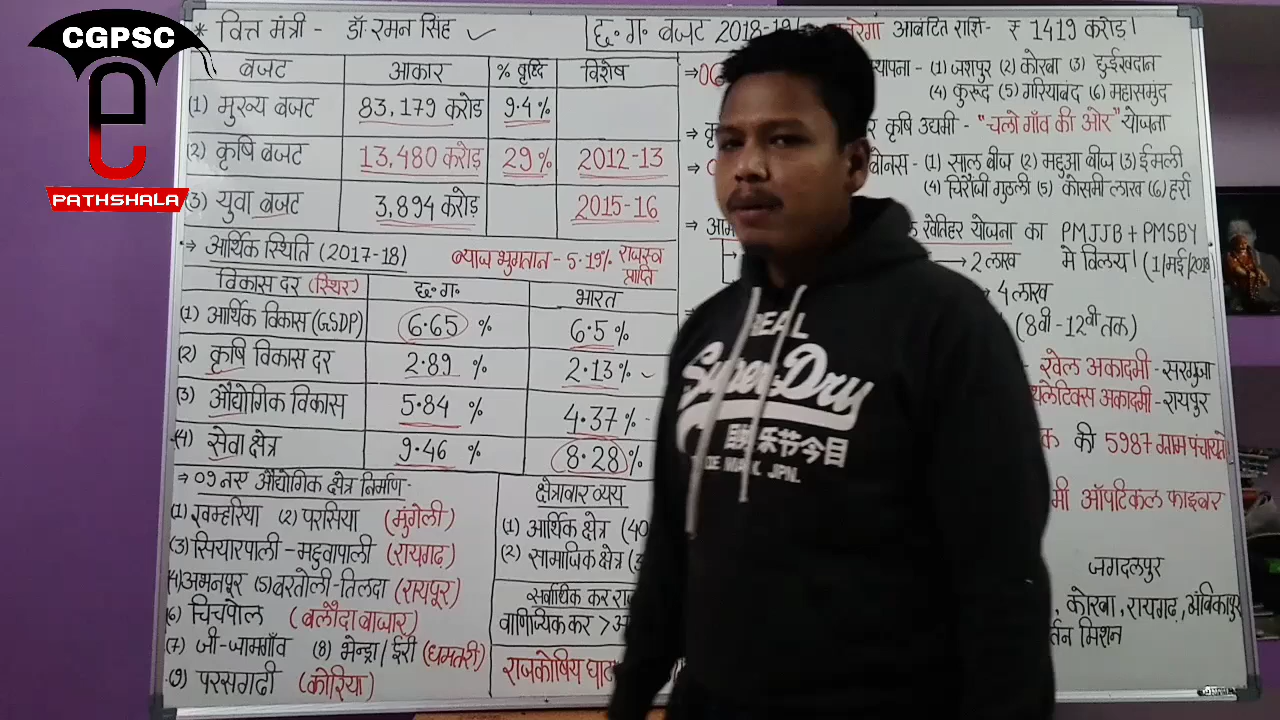 CGPSC
e
PATHSHALA
* वित्त मंत्री - डॉ. रमन सिंह ✓
छ. ग. बजट 2018-19
बजट आकार % वृद्धि विशेष
(1) मुख्य बजट 83,179 करोड़ 9.4%
(2) कृषि बजट 13,480 करोड़ 29% 2012-13
(3) युवा बजट 3,894 करोड़ 2015-16
→ आर्थिक स्थिति (2017-18) ब्याज भुगतान - 5.19% राजस्व प्राप्ति
विकास दर (स्थिर) छ. ग. भारत
(1) आर्थिक विकास (GSDP) 6.65 % 6.5 %
(2) कृषि विकास दर 2.89 % 2.13 %
(3) औद्योगिक विकास 5.84 % 4.37 %
(4) सेवा क्षेत्र 9.46 % 8.28 %
⇒ 09 नए औद्योगिक क्षेत्र निर्माण-
(1) खम्हरिया (2) परसिया (मुंगेली)
(3) सियारपाली - महुवापाली (रायगढ़)
(4) अभनपूर (5) बरतोली - तिलदा (रायपूर)
(6) चिचपोल (बलौदा बाजार)
(7) जी-जामगाँव (8) भेन्ड्रा / ईरी (धमतरी)
(9) परसगढी (कोरिया)
क्षेत्रावार व्यय
(1) आर्थिक क्षेत्र (40
(2) सामाजिक क्षेत्र
सर्वाधिक कर
वाणिज्यिक कर >
राजकोषिय
आबंटित राशि- ₹ 1419 करोड़।
- (1) जशपुर (2) कोरबा (3) छुईखदान
(4) कुरूद (5) गरियाबंद (6) महासमुंद
कृषि उद्यमी - "चलो गाँव की ओर" योजना
बोनस - (1) साल बीज (2) महुआ बीज (3) ईमली
(4) चिरौंजी गुठली (5) कोसमी लाख (6) हर्रा
खेतिहर योजना का PMJJB + PMSBY
→ 2 लाख मे विलय। (1/मई/2018
4 लाख
(8वी - 12वी तक)
खेल अकादमी - सरगुजा
अकादमी - रायपुर
की 5987 ग्राम पंचायतो
ऑपटिकल फाइबर
जगदलपुर
, कोरबा, रायगढ़, अंबिकापुर
मिशन
REAL
SuperDry
JPN.